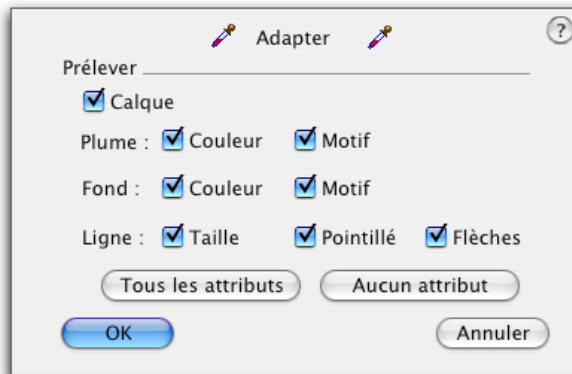 Adapter ?
Prélever
Calque
Plume : Couleur Motif
Fond : Couleur Motif
Ligne : Taille Pointillé Flèches
Tous les attributs Aucun attribut
OK Annuler